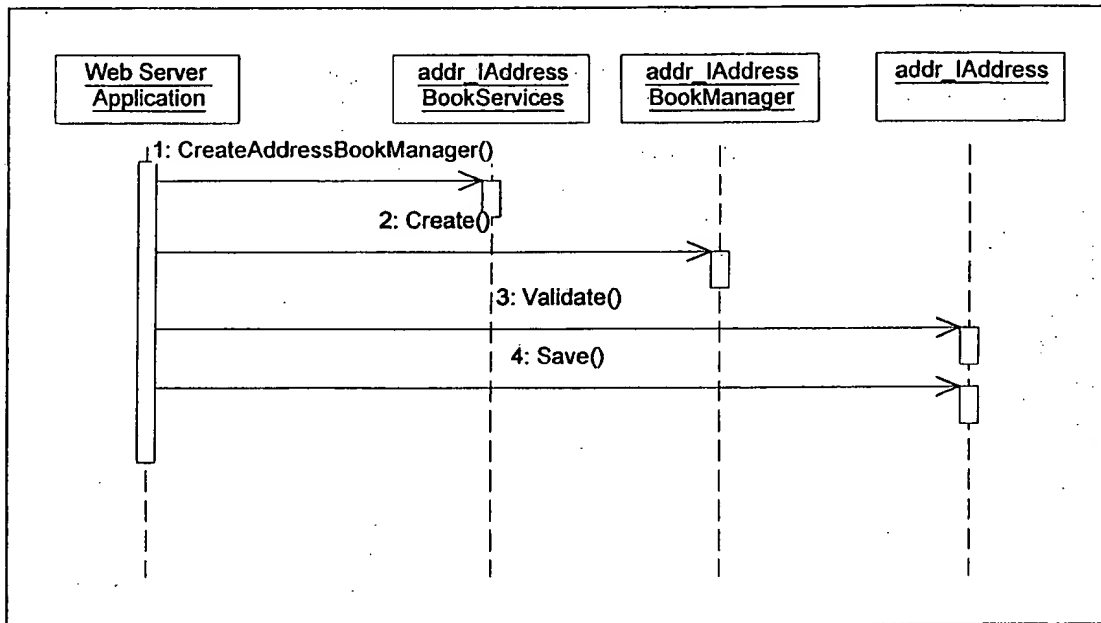 Web Server
Application
addr_IAddress
BookServices
addr_IAddress
BookManager
addr_IAddress
1: CreateAddressBookManager()
2: Create()
3: Validate()
4: Save()